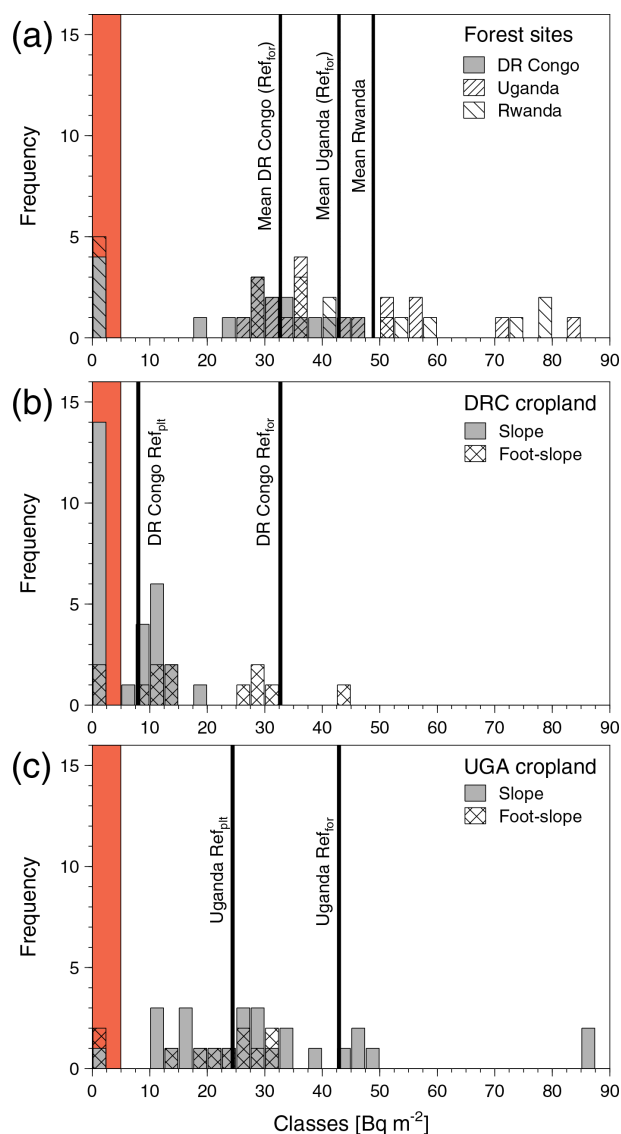 (a)
Forest sites
DR Congo
Uganda
Rwanda
Mean DR Congo (Ref_for)
Mean Uganda (Ref_for)
Mean Rwanda
Frequency
15
10
5
0
0 10 20 30 40 50 60 70 80 90
(b)
DRC cropland
Slope
Foot-slope
DR Congo Ref_plt
DR Congo Ref_for
Frequency
15
10
5
0
0 10 20 30 40 50 60 70 80 90
(c)
UGA cropland
Slope
Foot-slope
Uganda Ref_plt
Uganda Ref_for
Frequency
15
10
5
0
0 10 20 30 40 50 60 70 80 90
Classes [Bq m⁻²]